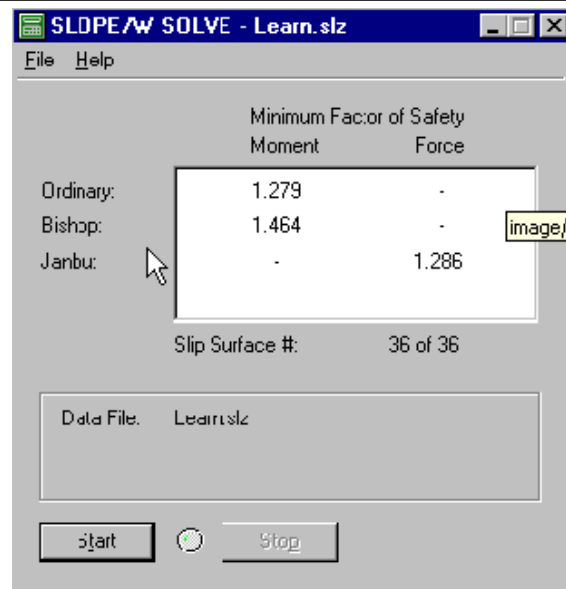 SLOPE/W SOLVE - Learn.slz
File Help
Minimum Factor of Safety
Moment Force
Ordinary: 1.279 -
Bishop: 1.464 -
image/
Janbu: - 1.286
Slip Surface #: 36 of 36
Data File: Learn.slz
Start Stop